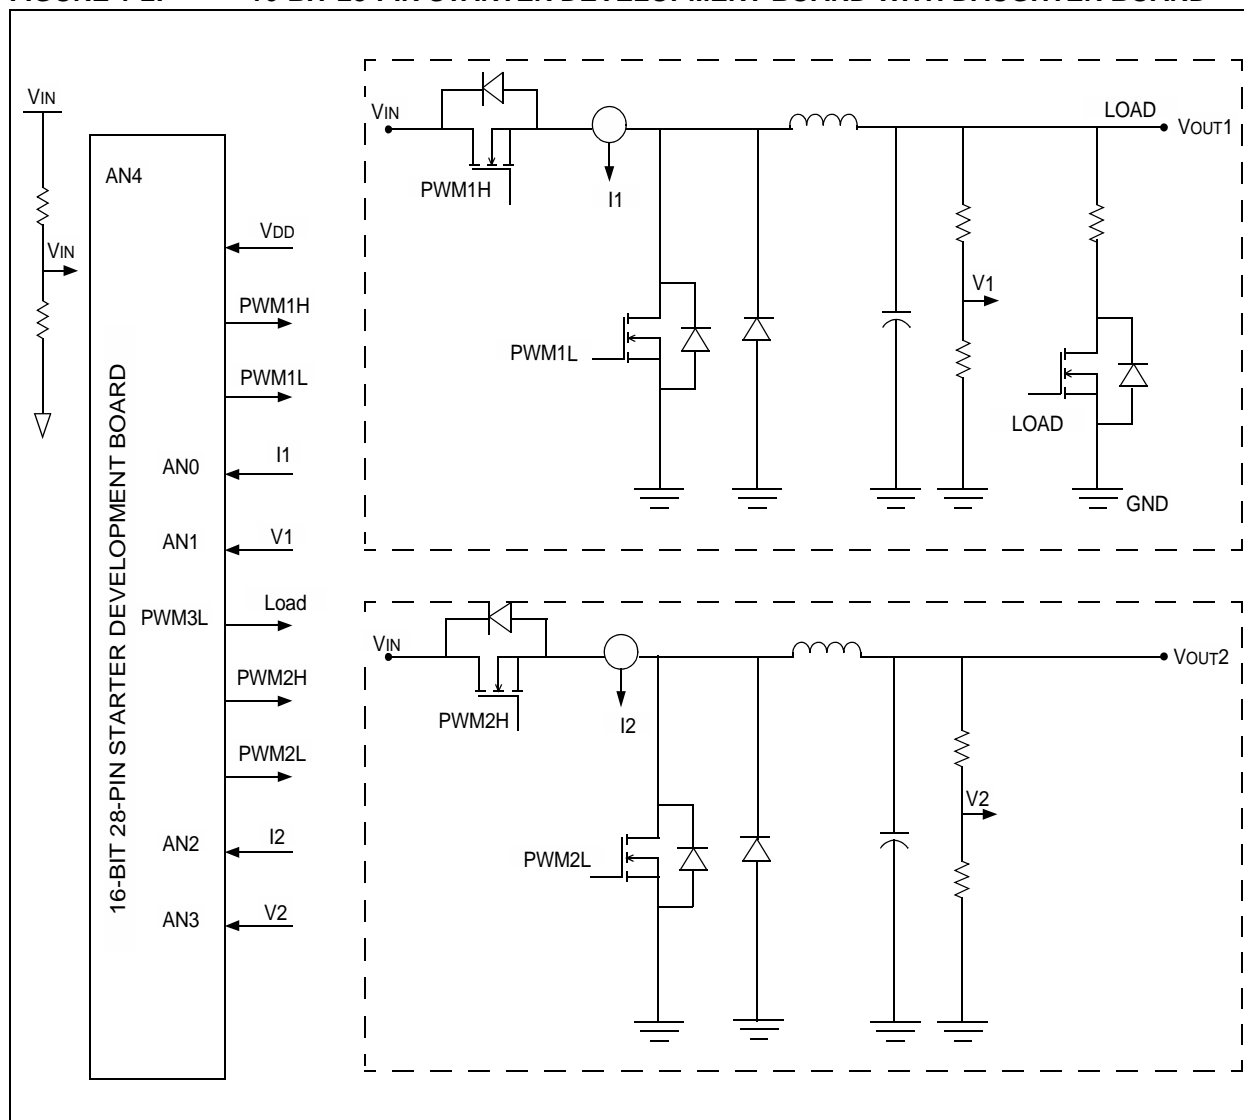 VIN
AN4
VIN
VDD
PWM1H
PWM1L
AN0
I1
AN1
V1
PWM3L
Load
PWM2H
PWM2L
AN2
I2
AN3
V2
16-BIT 28-PIN STARTER DEVELOPMENT BOARD
VIN
PWM1H
I1
LOAD
VOUT1
PWM1L
V1
LOAD
GND
VIN
PWM2H
I2
VOUT2
PWM2L
V2